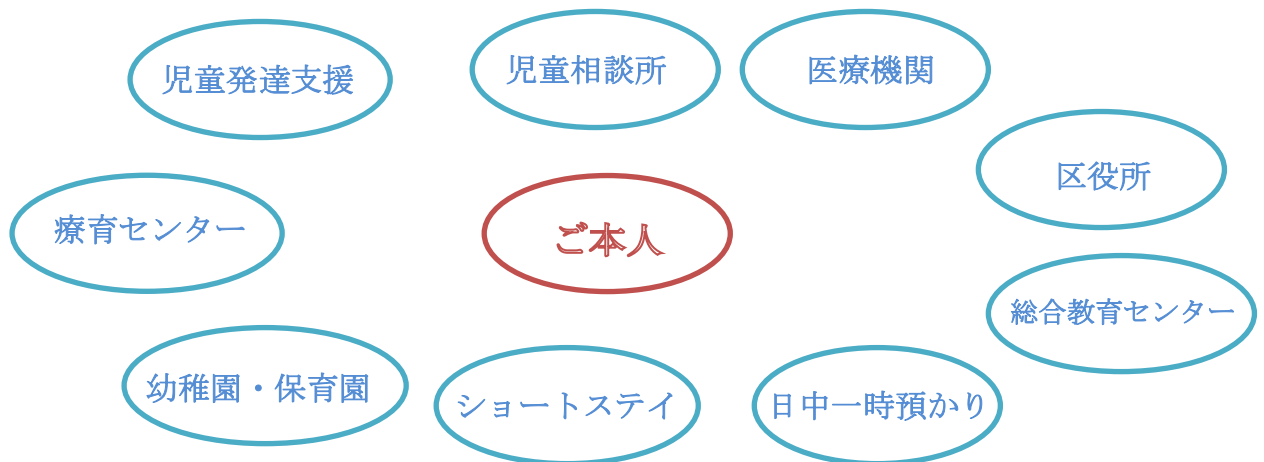 児童発達支援
児童相談所
医療機関
区役所
療育センター
ご本人
総合教育センター
幼稚園・保育園
ショートステイ
日中一時預かり